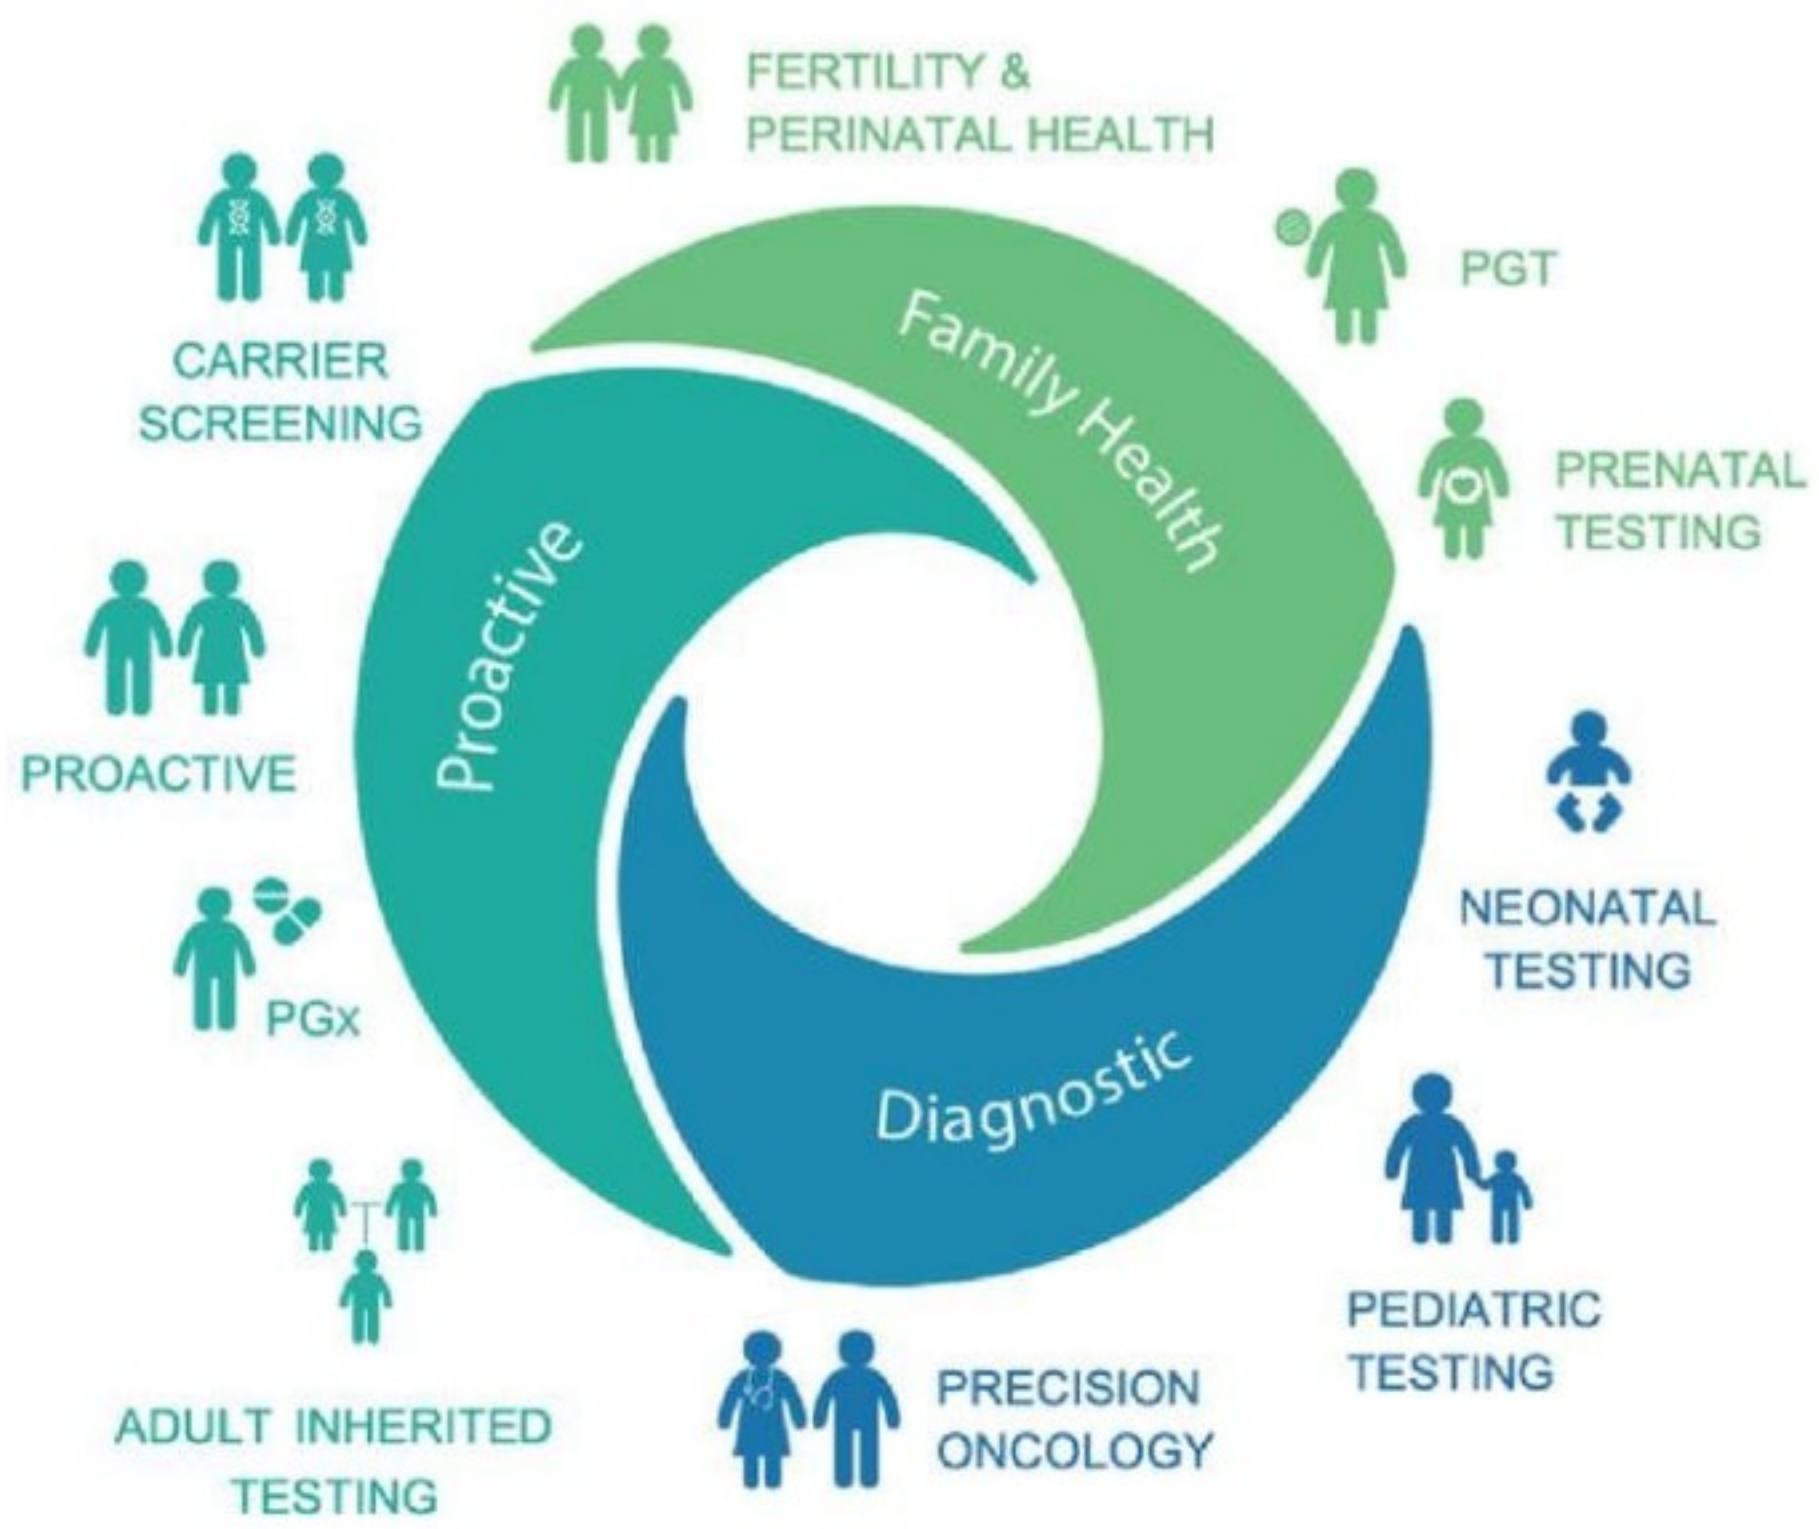 FERTILITY &
PERINATAL HEALTH
PGT
PRENATAL
TESTING
NEONATAL
TESTING
PEDIATRIC
TESTING
PRECISION
ONCOLOGY
ADULT INHERITED
TESTING
PGx
PROACTIVE
CARRIER
SCREENING
Family Health
Diagnostic
Proactive